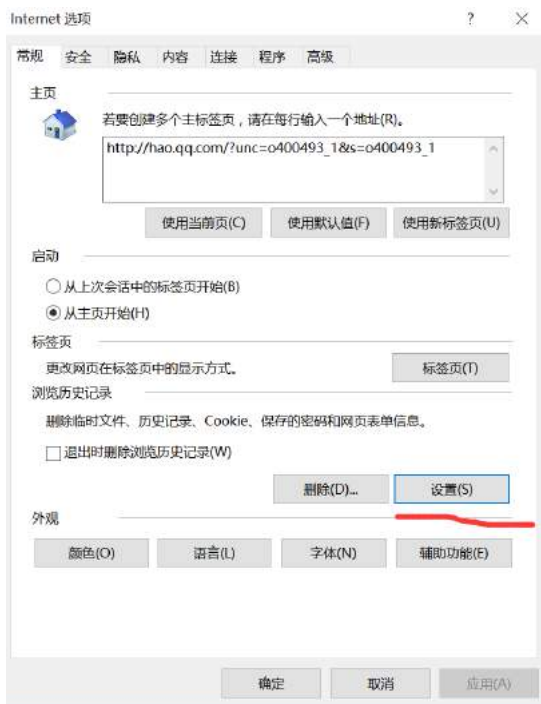 Internet 选项
常规 安全 隐私 内容 连接 程序 高级
主页
若要创建多个主标签页，请在每行输入一个地址(R)。
http://hao.qq.com/?unc=o400493_1&s=o400493_1
使用当前页(C) 使用默认值(F) 使用新标签页(U)
启动
从上次会话中的标签页开始(B)
从主页开始(H)
标签页
更改网页在标签页中的显示方式。 标签页(T)
浏览历史记录
删除临时文件、历史记录、Cookie、保存的密码和网页表单信息。
退出时删除浏览历史记录(W)
删除(D)... 设置(S)
外观
颜色(O) 语言(L) 字体(N) 辅助功能(E)
确定 取消 应用(A)